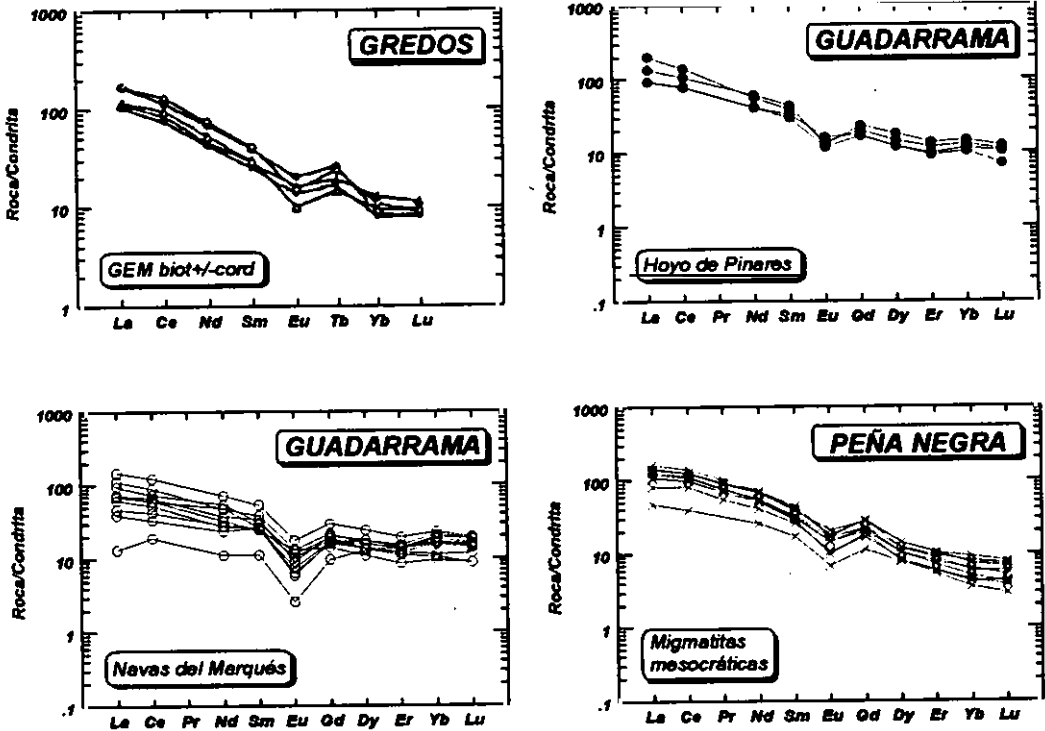 1000
GREDOS
100
Roca/Condrita
10
GEM biot+/-cord
1
La Ce Nd Sm Eu Tb Yb Lu
1000
GUADARRAMA
100
Roca/Condrita
10
1
Hoyo de Pinares
.1
La Ce Pr Nd Sm Eu Gd Dy Er Yb Lu
1000
GUADARRAMA
100
Roca/Condrita
10
1
Navas del Marqués
.1
La Ce Pr Nd Sm Eu Gd Dy Er Yb Lu
1000
PEÑA NEGRA
100
Roca/Condrita
10
1
Migmatitas
mesocráticas
.1
La Ce Pr Nd Sm Eu Gd Dy Er Yb Lu